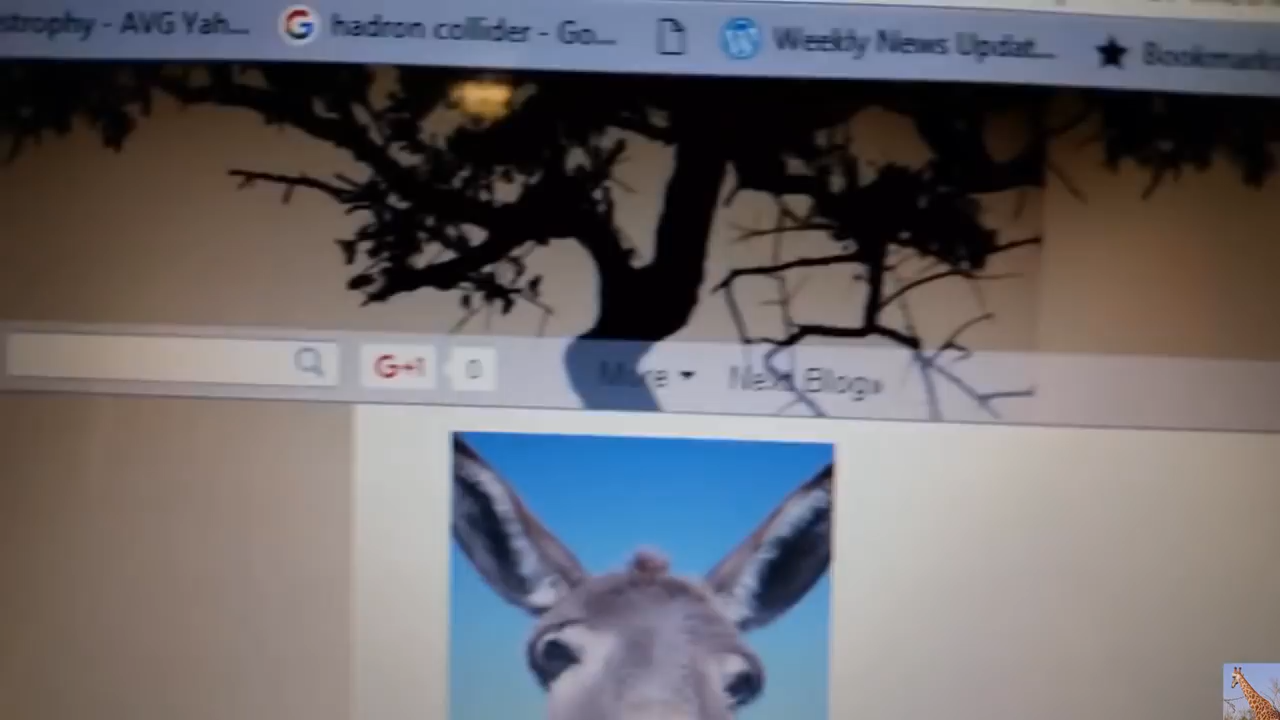 strophy - AVG Yah... hadron collider - Go... Weekly News Updat... Bookmarks
G+1 0 More Next Blog»